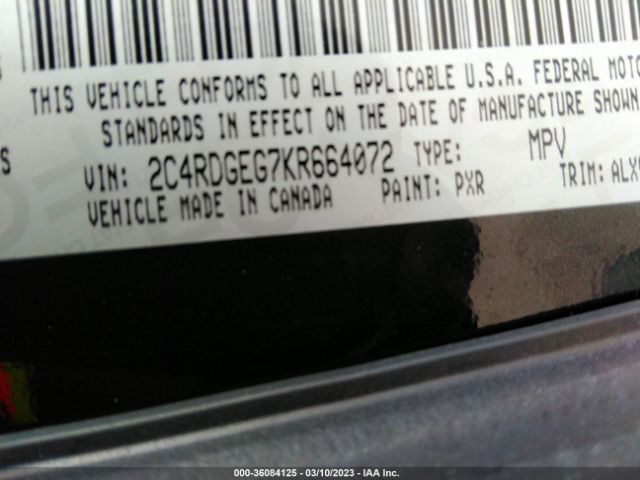 THIS VEHICLE CONFORMS TO ALL APPLICABLE U.S.A. FEDERAL MOTO
STANDARDS IN EFFECT ON THE DATE OF MANUFACTURE SHOWN
VIN: 2C4RDGEG7KR664072 TYPE: MPV
VEHICLE MADE IN CANADA PAINT: PXR TRIM: ALX
000-36084125 - 03/10/2023 - IAA Inc.